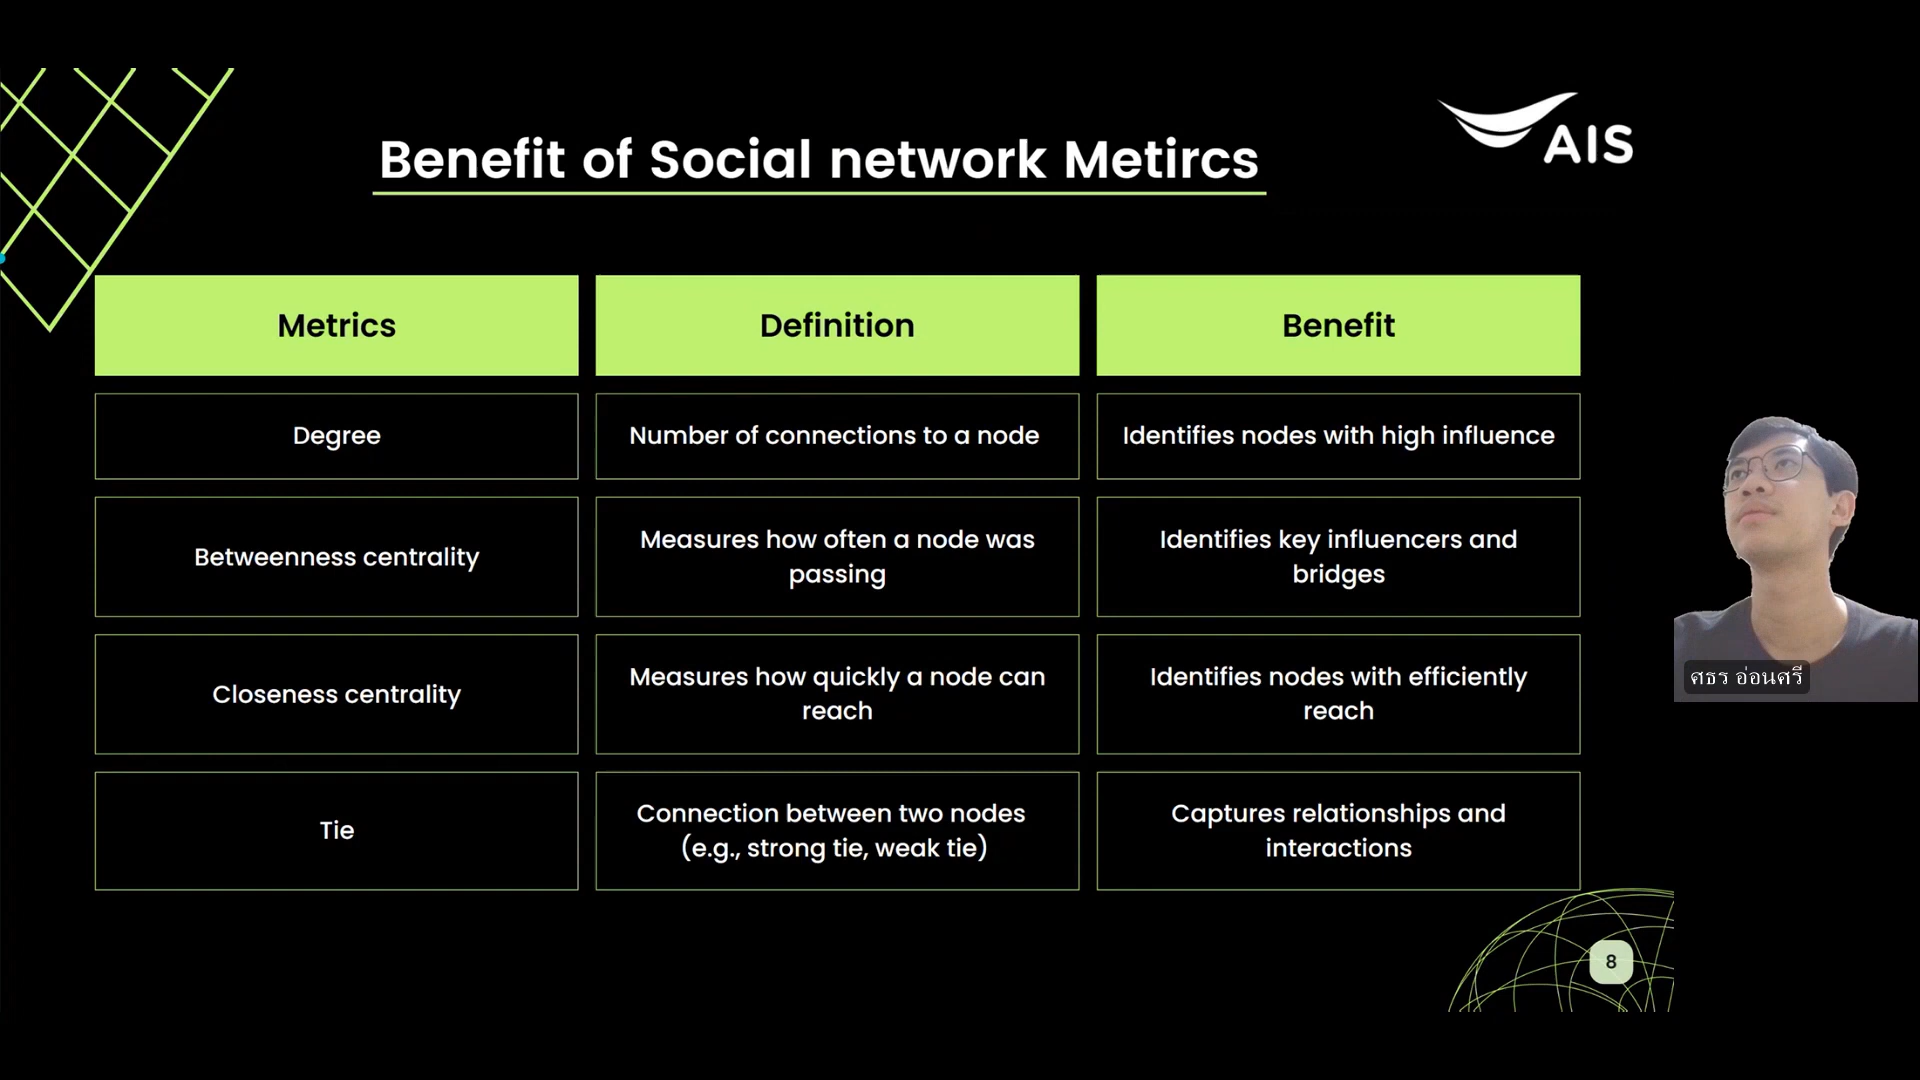 Benefit of Social network Metircs
AIS
Metrics
Definition
Benefit
Degree
Number of connections to a node
Identifies nodes with high influence
Betweenness centrality
Measures how often a node was
passing
Identifies key influencers and
bridges
Closeness centrality
Measures how quickly a node can
reach
Identifies nodes with efficiently
reach
Tie
Connection between two nodes
(e.g., strong tie, weak tie)
Captures relationships and
interactions
ศธร อ่อนศรี
8